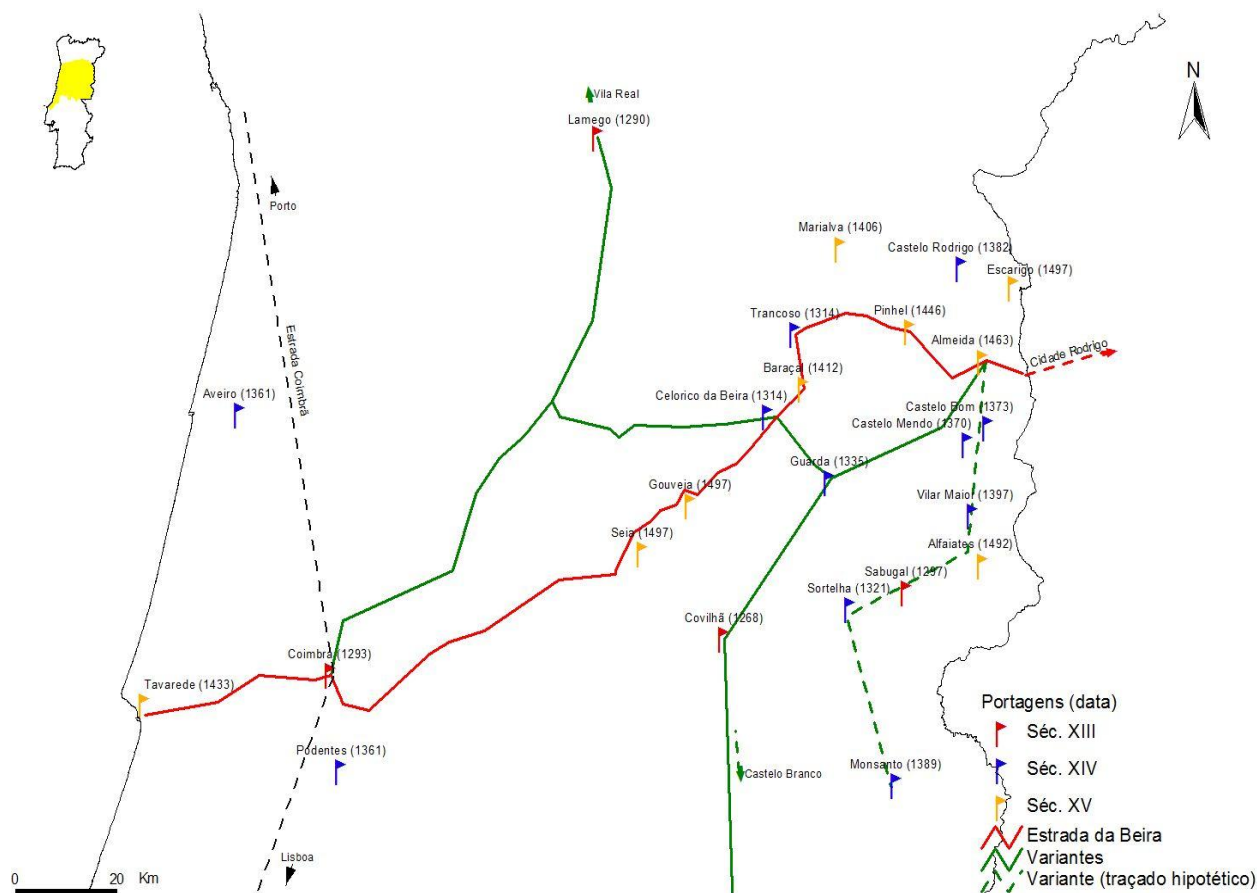 N
Vila Real
Lamego (1290)
Porto
Marialva (1406)
Castelo Rodrigo (1382)
Escarigo (1497)
Trancoso (1314)
Pinhel (1446)
Almeida (1463)
Cidade Rodrigo
Estrada Coimbrã
Baraçal (1412)
Aveiro (1361)
Celorico da Beira (1314)
Castelo Bom (1373)
Castelo Mendo (1370)
Guarda (1335)
Gouveia (1497)
Vilar Maior (1397)
Seia (1497)
Alfaiates (1492)
Sabugal (1297)
Sortelha (1321)
Covilhã (1268)
Coimbra (1293)
Tavarede (1433)
Podentes (1361)
Castelo Branco
Monsanto (1389)
Lisboa
0 20 Km
Portagens (data)
Séc. XIII
Séc. XIV
Séc. XV
Estrada da Beira
Variantes
Variante (traçado hipotético)